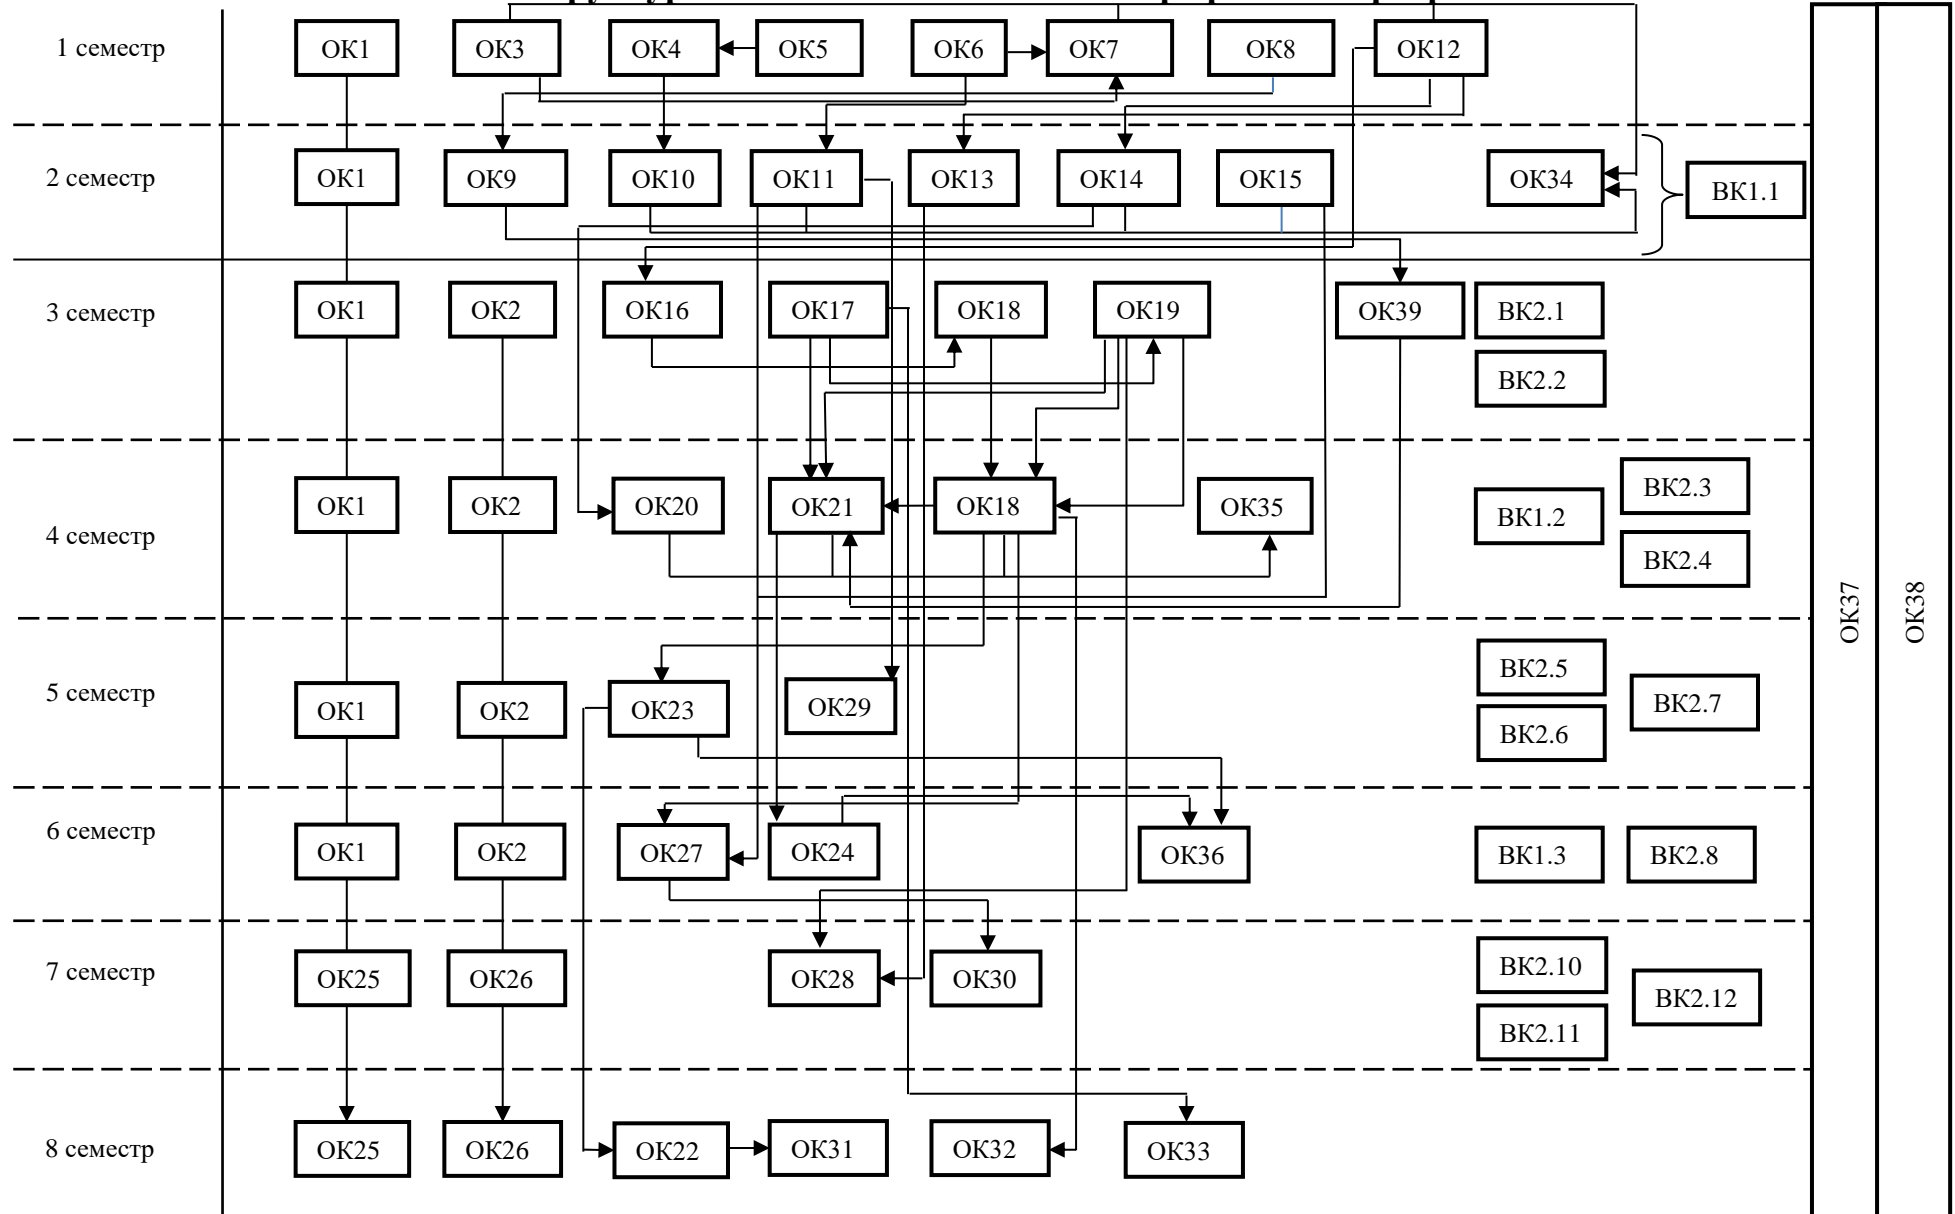 1 семестр ОК1 ОК3 ОК4 ОК5 ОК6 ОК7 ОК8 ОК12
2 семестр ОК1 ОК9 ОК10 ОК11 ОК13 ОК14 ОК15 ОК34 ВК1.1
3 семестр ОК1 ОК2 ОК16 ОК17 ОК18 ОК19 ОК39 ВК2.1
ВК2.2
4 семестр ОК1 ОК2 ОК20 ОК21 ОК18 ОК35 ВК1.2 ВК2.3
ВК2.4
ОК37 ОК38
5 семестр ОК1 ОК2 ОК23 ОК29 ВК2.5 ВК2.7
ВК2.6
6 семестр ОК1 ОК2 ОК27 ОК24 ОК36 ВК1.3 ВК2.8
7 семестр ОК25 ОК26 ОК28 ОК30 ВК2.10 ВК2.12
ВК2.11
8 семестр ОК25 ОК26 ОК22 ОК31 ОК32 ОК33